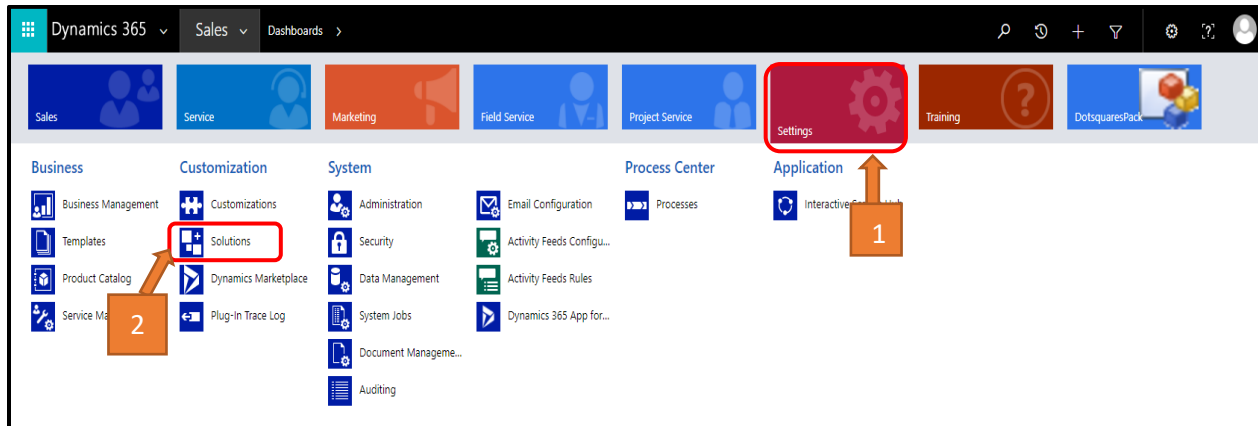 Dynamics 365 Sales Dashboards
Sales Service Marketing Field Service Project Service Settings Training DotsquaresPack
Business Customization System Process Center Application
Business Management Customizations Administration Email Configuration Processes Interactive
1
Templates Solutions Security Activity Feeds Configu...
Product Catalog Dynamics Marketplace Data Management Activity Feeds Rules
2
Service Plug-In Trace Log System Jobs Dynamics 365 App for...
Document Manageme...
Auditing